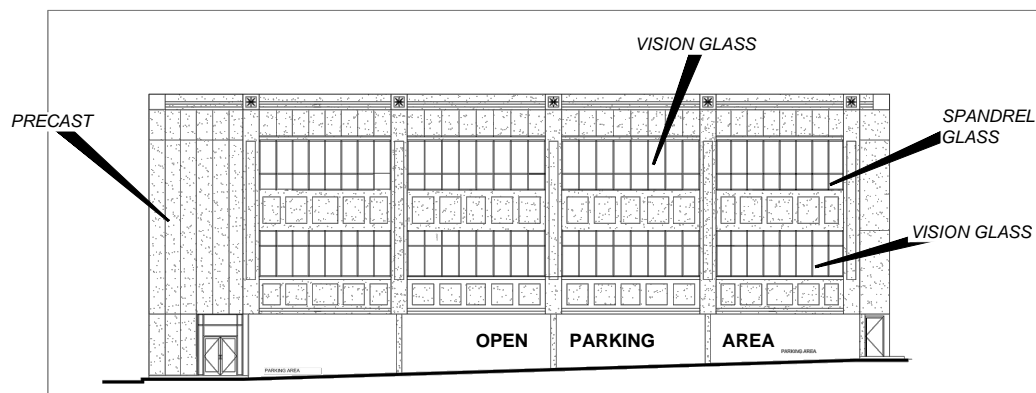 VISION GLASS
PRECAST
SPANDREL
GLASS
VISION GLASS
OPEN PARKING AREA
PARKING AREA
PARKING AREA